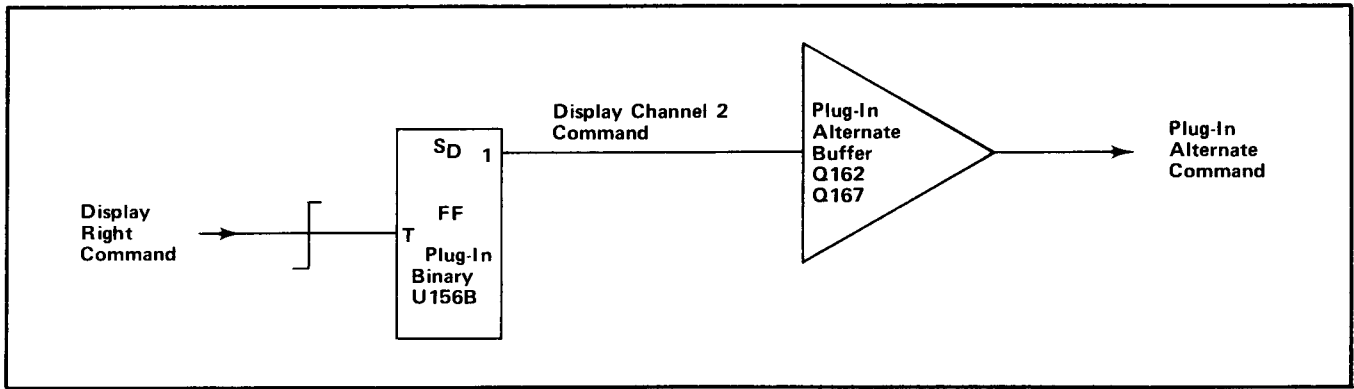 Display
Right
Command
SD 1
FF
T
Plug-In
Binary
U156B
Display Channel 2
Command
Plug-In
Alternate
Buffer
Q162
Q167
Plug-In
Alternate
Command